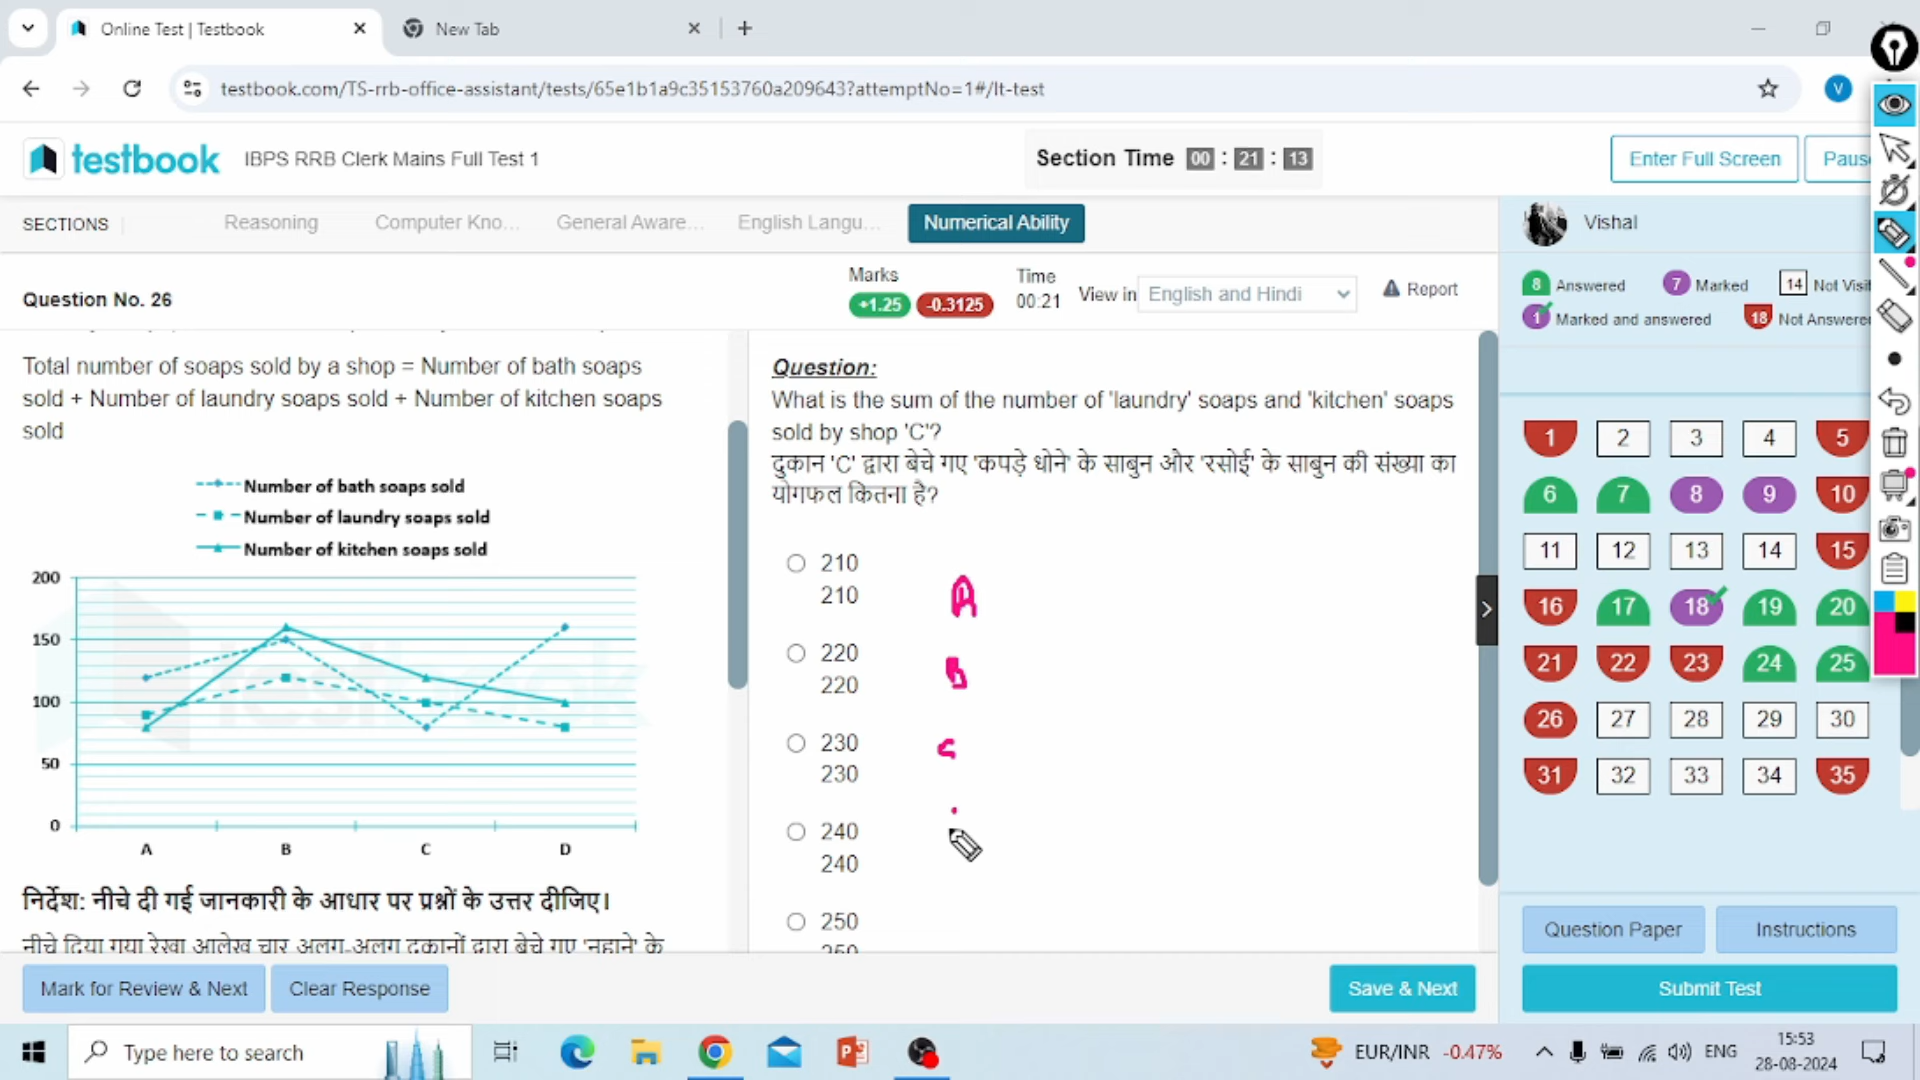 Online Test | Testbook
New Tab
testbook.com/TS-rrb-office-assistant/tests/65e1b1a9c35153760a209643?attemptNo=1#/lt-test
V
testbook
IBPS RRB Clerk Mains Full Test 1
Section Time 00 : 21 : 13
Enter Full Screen
SECTIONS
Reasoning
Computer Kno...
General Aware...
English Langu...
Numerical Ability
Vishal
Question No. 26
Marks
+1.25 -0.3125
Time
00:21
View in English and Hindi
Report
8 Answered
7 Marked
14 Not
1 Marked and answered
18 Not
Total number of soaps sold by a shop = Number of bath soaps
sold + Number of laundry soaps sold + Number of kitchen soaps
sold
Number of bath soaps sold
Number of laundry soaps sold
Number of kitchen soaps sold
200
150
100
50
0
A B C D
निर्देश: नीचे दी गई जानकारी के आधार पर प्रश्नों के उत्तर दीजिए।
नीचे दिया गया रेखा आलेख चार अलग-अलग दुकानों द्वारा बेचे गए 'नहाने' के
Question:
What is the sum of the number of 'laundry' soaps and 'kitchen' soaps
sold by shop 'C'?
दुकान 'C' द्वारा बेचे गए 'कपड़े धोने' के साबुन और 'रसोई' के साबुन की संख्या का
योगफल कितना है?
210
210
220
220
230
230
240
240
250
250
A
b
c
1 2 3 4 5
6 7 8 9 10
11 12 13 14 15
16 17 18 19 20
21 22 23 24 25
26 27 28 29 30
31 32 33 34 35
Question Paper
Instructions
Mark for Review & Next
Clear Response
Save & Next
Submit Test
Type here to search
EUR/INR -0.47%
ENG
15:53
28-08-2024